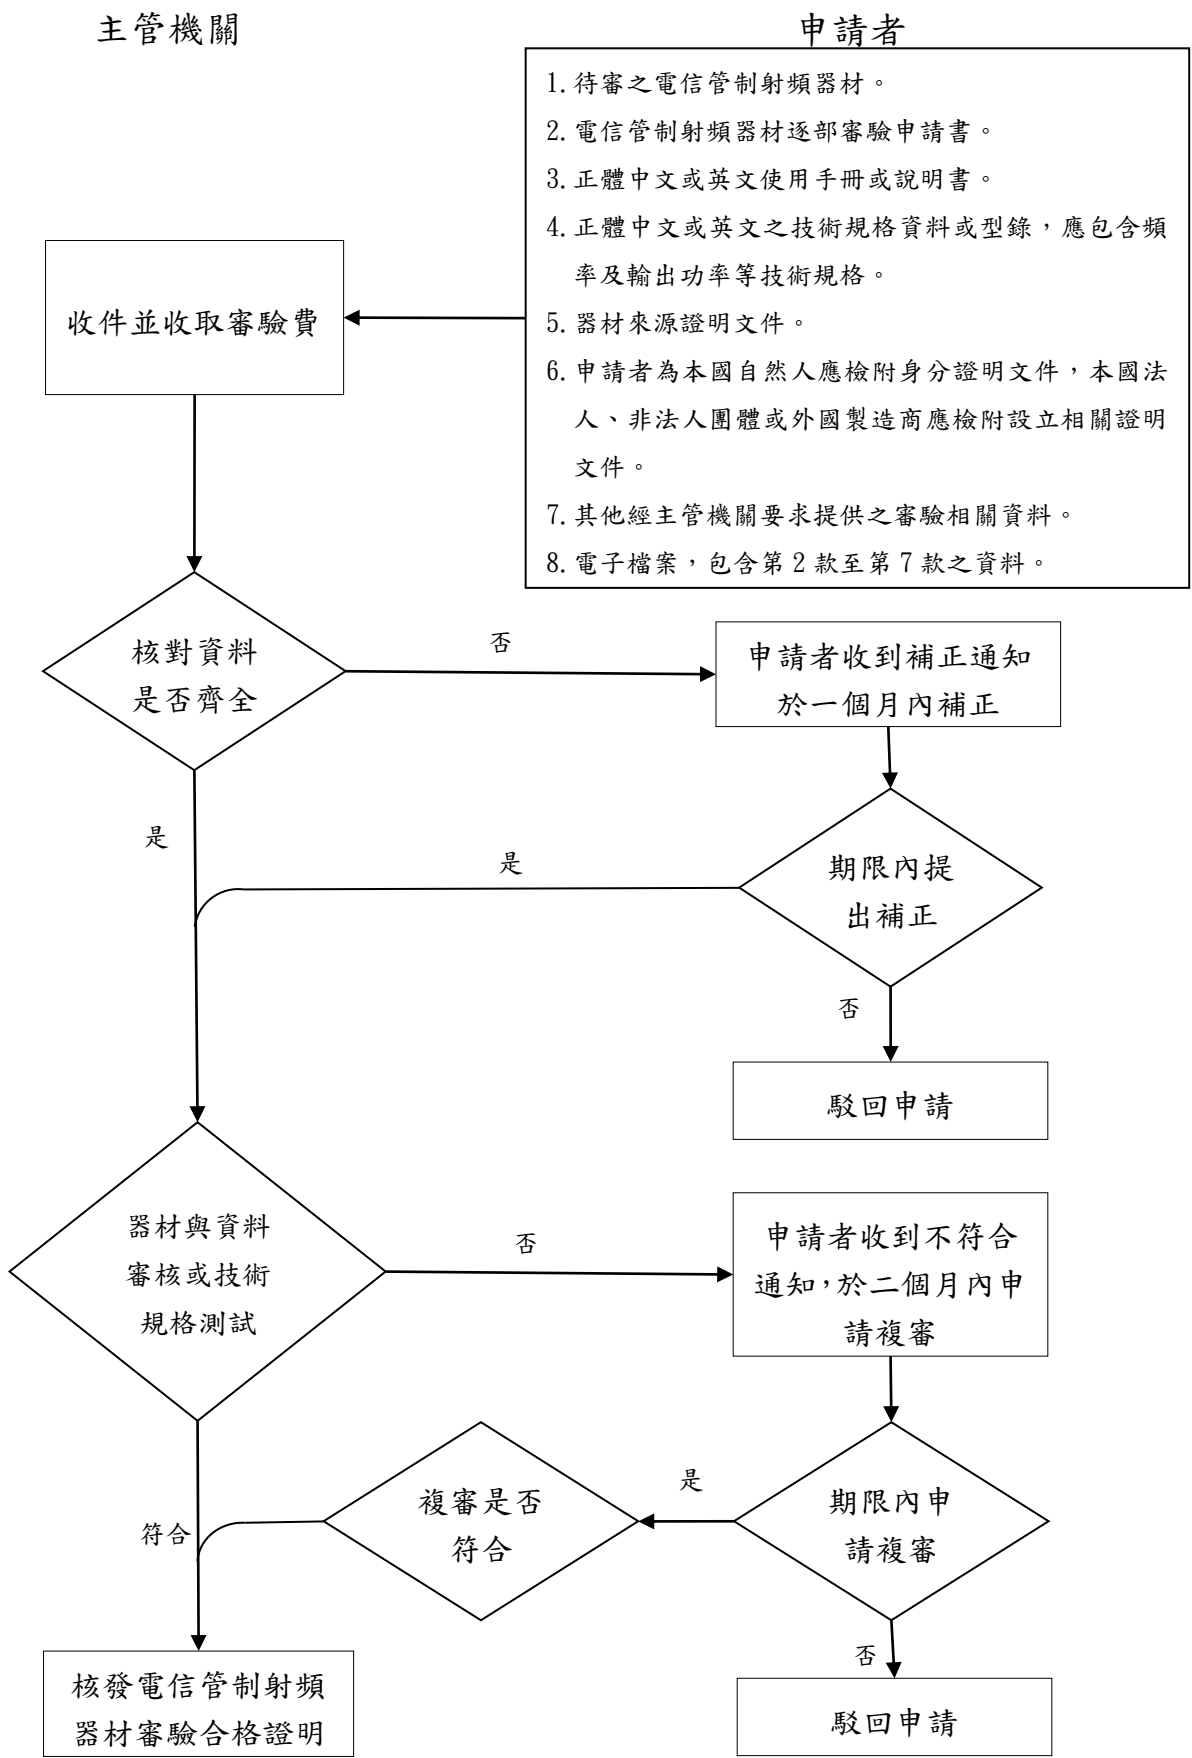 主管機關
申請者
1.待審之電信管制射頻器材。
2.電信管制射頻器材逐部審驗申請書。
3.正體中文或英文使用手冊或說明書。
4.正體中文或英文之技術規格資料或型錄，應包含頻
率及輸出功率等技術規格。
5.器材來源證明文件。
6.申請者為本國自然人應檢附身分證明文件，本國法
人、非法人團體或外國製造商應檢附設立相關證明
文件。
7.其他經主管機關要求提供之審驗相關資料。
8.電子檔案，包含第 2 款至第 7 款之資料。
收件並收取審驗費
核對資料
是否齊全
否
申請者收到補正通知
於一個月內補正
是
是
期限內提
出補正
否
駁回申請
器材與資料
審核或技術
規格測試
否
申請者收到不符合
通知，於二個月內申
請複審
符合
複審是否
符合
是
期限內申
請複審
否
核發電信管制射頻
器材審驗合格證明
駁回申請